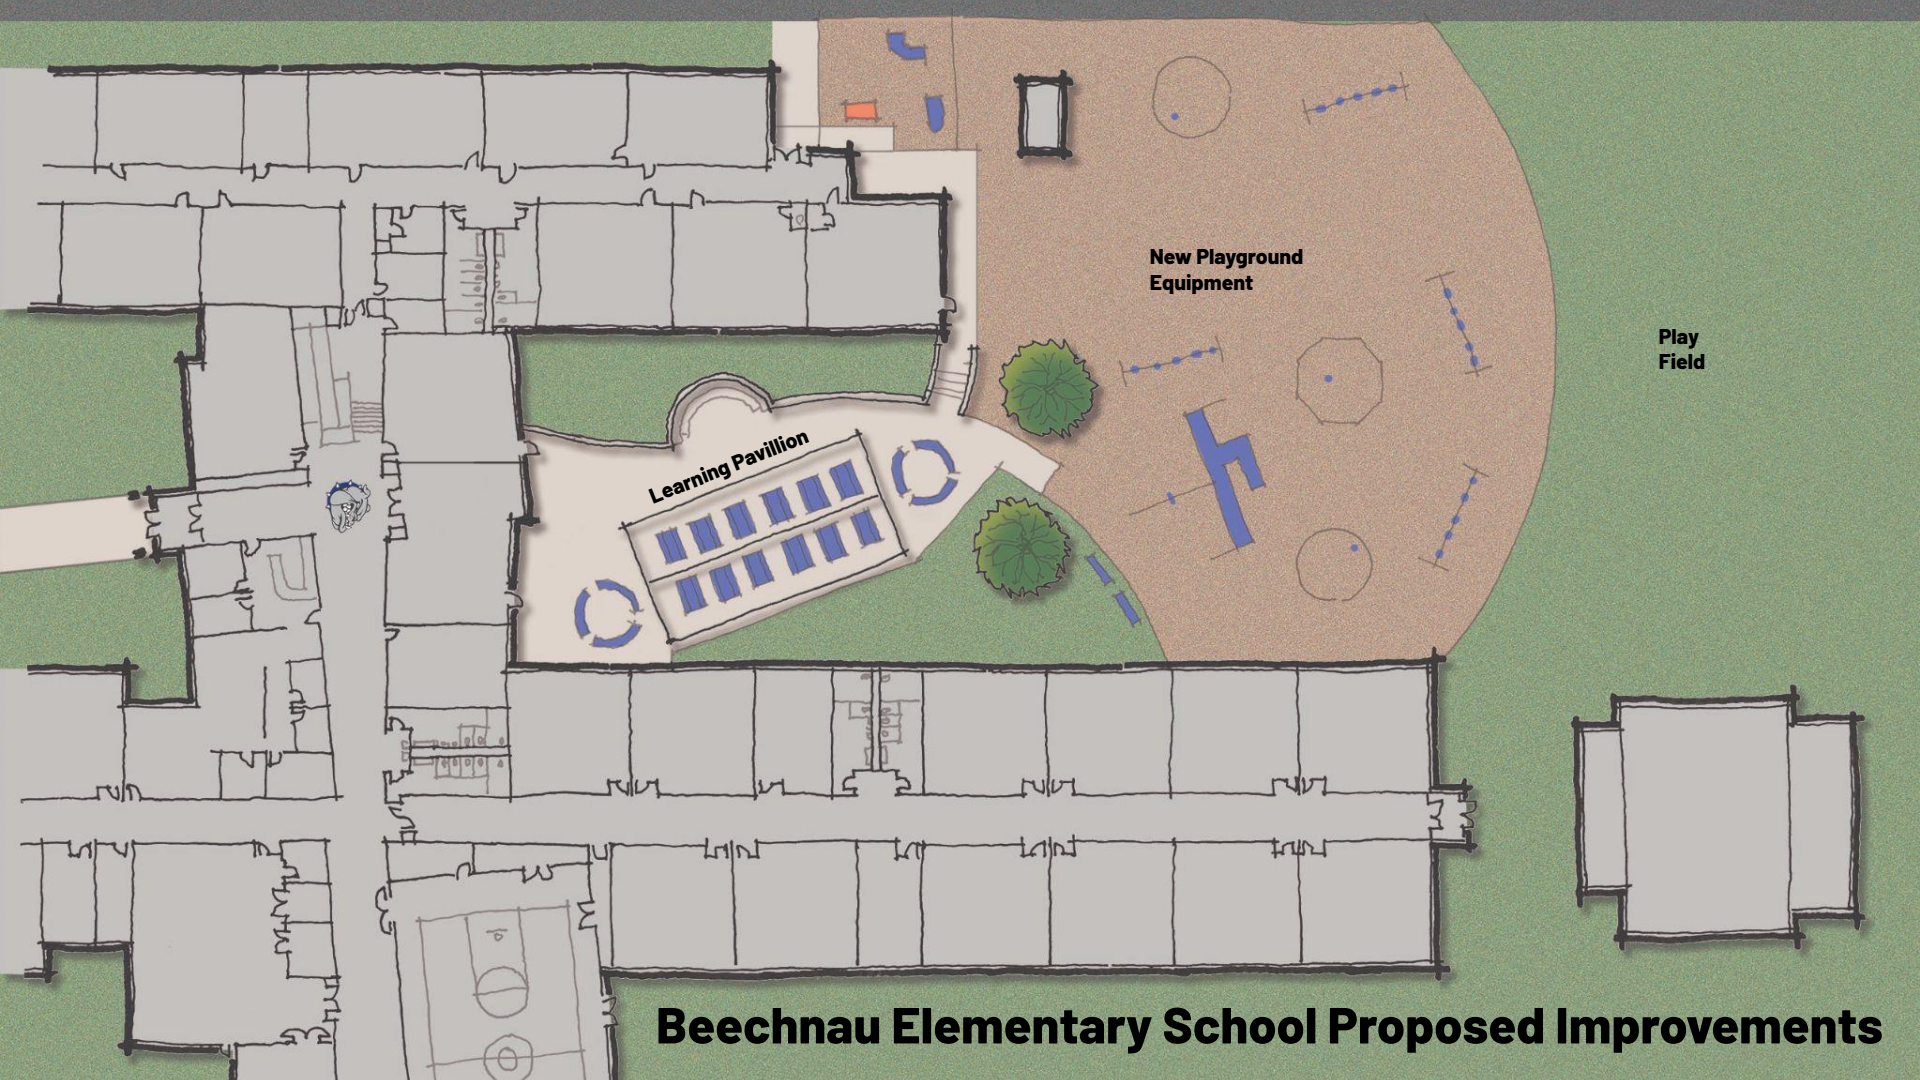 New Playground
Equipment
Play
Field
Learning Pavillion
Beechnau Elementary School Proposed Improvements